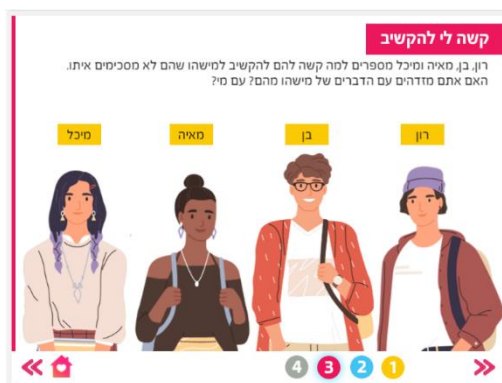 קשה לי להקשיב
רון, בן, מאיה ומיכל מספרים למה קשה להם להקשיב למישהו שהם לא מסכימים איתו.
האם אתם מזדהים עם הדברים של מישהו מהם? עם מי?
רון
בן
מאיה
מיכל
1 2 3 4